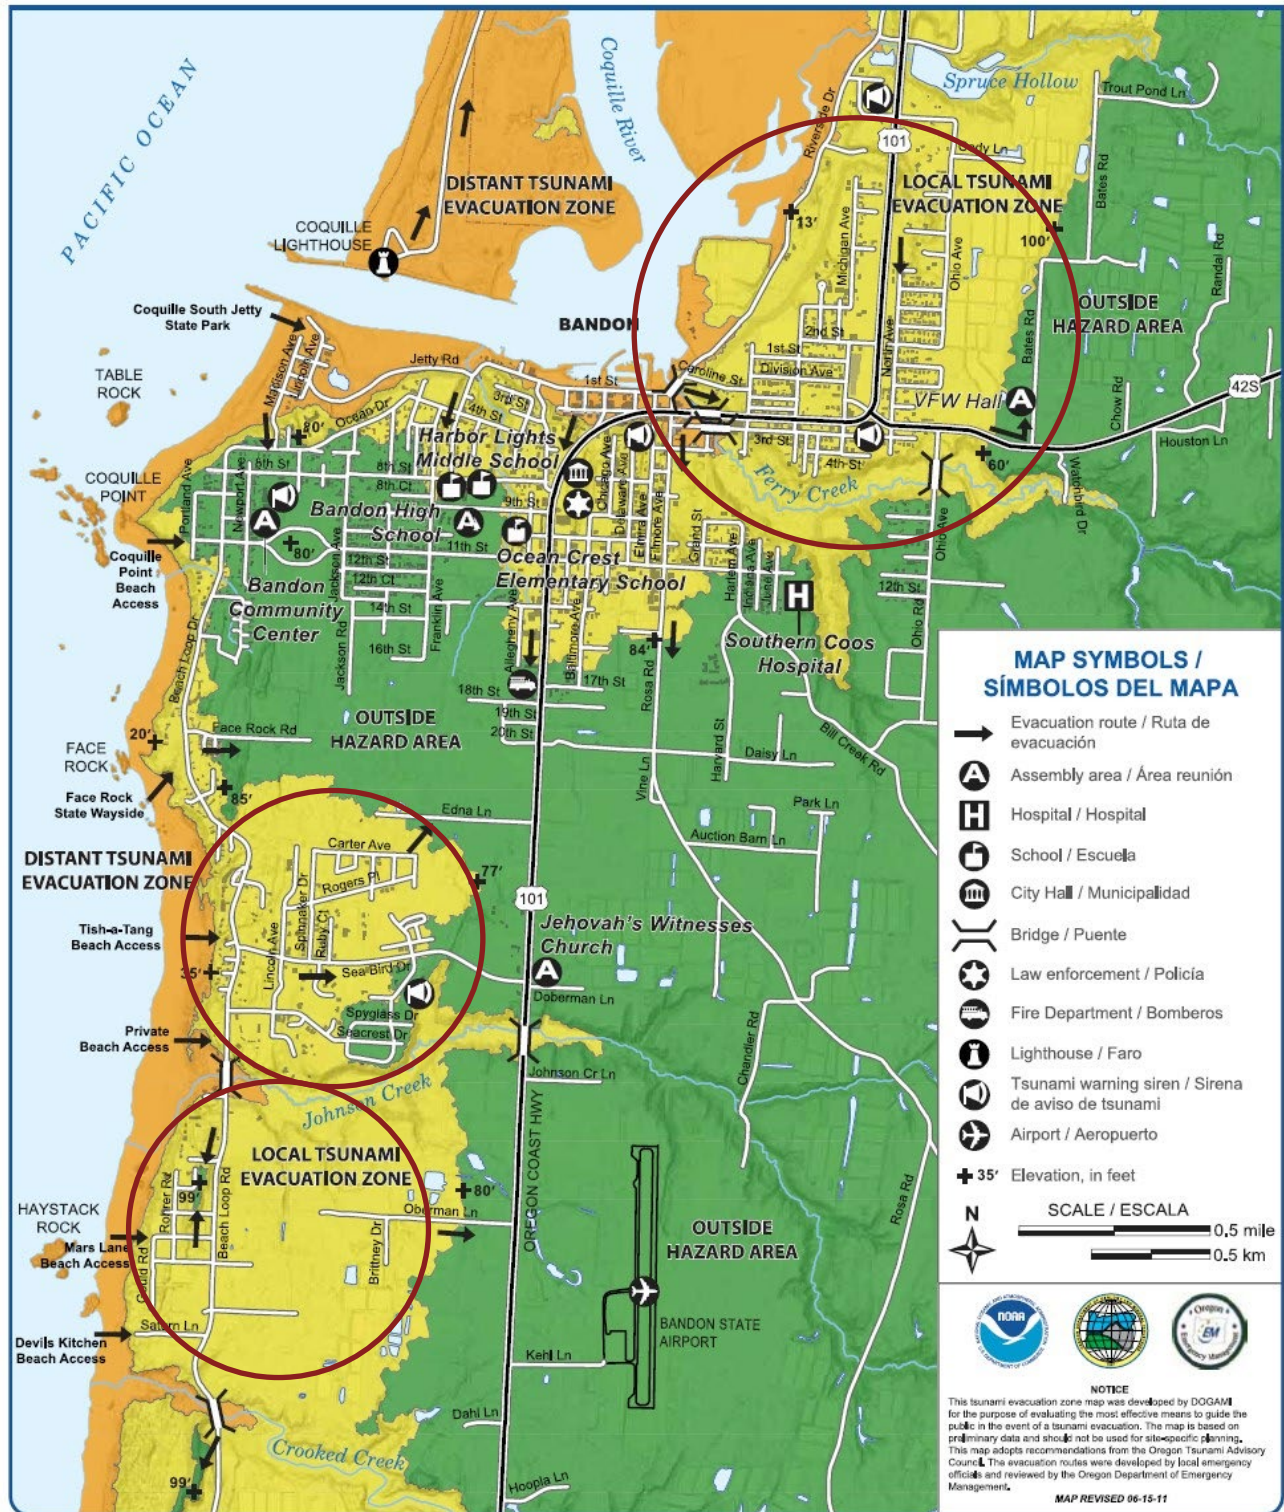 PACIFIC OCEAN
Coquille
River
Spruce Hollow
Trout Pond Ln
Riverside Dr
101
Cody Ln
Bates Rd
DISTANT TSUNAMI
EVACUATION ZONE
LOCAL TSUNAMI
EVACUATION ZONE
COQUILLE
LIGHTHOUSE
13'
100'
Michigan Ave
Ohio Ave
Randal Rd
OUTSIDE
HAZARD AREA
Coquille South Jetty
State Park
BANDON
Bates Rd
TABLE
ROCK
Madison Ave
Lincoln Ave
Jetty Rd
1st St
Caroline St
2nd St
1st St
Division Ave
North Ave
VFW Hall
A
Chow Rd
42S
Houston Ln
3rd St
4th St
Ocean Dr
Harbor Lights
Middle School
3rd St
4th St
60'
Watchbird Dr
Ferry Creek
COQUILLE
POINT
Portland Ave
Newport Ave
8th St
8th Ct
9th St
Chicago Ave
Delaware Ave
Elmira Ave
Fillmore Ave
Grand St
A
Bandon High
School
A
11th St
80'
Ocean Crest
Elementary School
Harlem Ave
Indiana Ave
June Ave
Ohio Ave
Coquille
Point
Beach
Access
Bandon
Community
Center
Jackson Ave
12th St
12th Ct
14th St
16th St
Franklin Ave
Jackson Rd
Allegheny Ave
Baltimore Ave
H
12th St
Ohio Rd
Southern Coos
Hospital
84'
Rosa Rd
Beach Loop Dr
17th St
18th St
19th St
20th St
OUTSIDE
HAZARD AREA
Face Rock Rd
20'
FACE
ROCK
Face Rock
State Wayside
85'
Harvard St
Daisy Ln
Bill Creek Rd
Vine Ln
Park Ln
Auction Barn Ln
Edna Ln
Carter Ave
Rogers Pl
77'
DISTANT TSUNAMI
EVACUATION ZONE
101
Spinnaker Dr
Ruby Ct
Lincoln Ave
Jehovah's Witnesses
Church
A
Tish-a-Tang
Beach Access
35'
Sea Bird Dr
Doberman Ln
Spyglass Dr
Seacrest Dr
Private
Beach Access
Chandler Rd
Johnson Creek
Johnson Cr Ln
LOCAL TSUNAMI
EVACUATION ZONE
OREGON COAST HWY
99'
Rohrer Rd
Beach Loop Rd
80'
Oberman Ln
Brittney Dr
HAYSTACK
ROCK
Mars Lane
Beach Access
Gould Rd
OUTSIDE
HAZARD AREA
Rosa Rd
Saturn Ln
Devils Kitchen
Beach Access
BANDON STATE
AIRPORT
Kehl Ln
Dahl Ln
Crooked Creek
99'
Hoopla Ln
MAP SYMBOLS /
SÍMBOLOS DEL MAPA
Evacuation route / Ruta de
evacuación
A Assembly area / Área reunión
H Hospital / Hospital
School / Escuela
City Hall / Municipalidad
Bridge / Puente
Law enforcement / Policía
Fire Department / Bomberos
Lighthouse / Faro
Tsunami warning siren / Sirena
de aviso de tsunami
Airport / Aeropuerto
35' Elevation, in feet
N
SCALE / ESCALA
0.5 mile
0.5 km
NOAA
Oregon
EM
Emergency Management
NOTICE
This tsunami evacuation zone map was developed by DOGAMI
for the purpose of evaluating the most effective means to guide the
public in the event of a tsunami evacuation. The map is based on
preliminary data and should not be used for site-specific planning.
This map adopts recommendations from the Oregon Tsunami Advisory
Council. The evacuation routes were developed by local emergency
officials and reviewed by the Oregon Department of Emergency
Management.
MAP REVISED 06-15-11